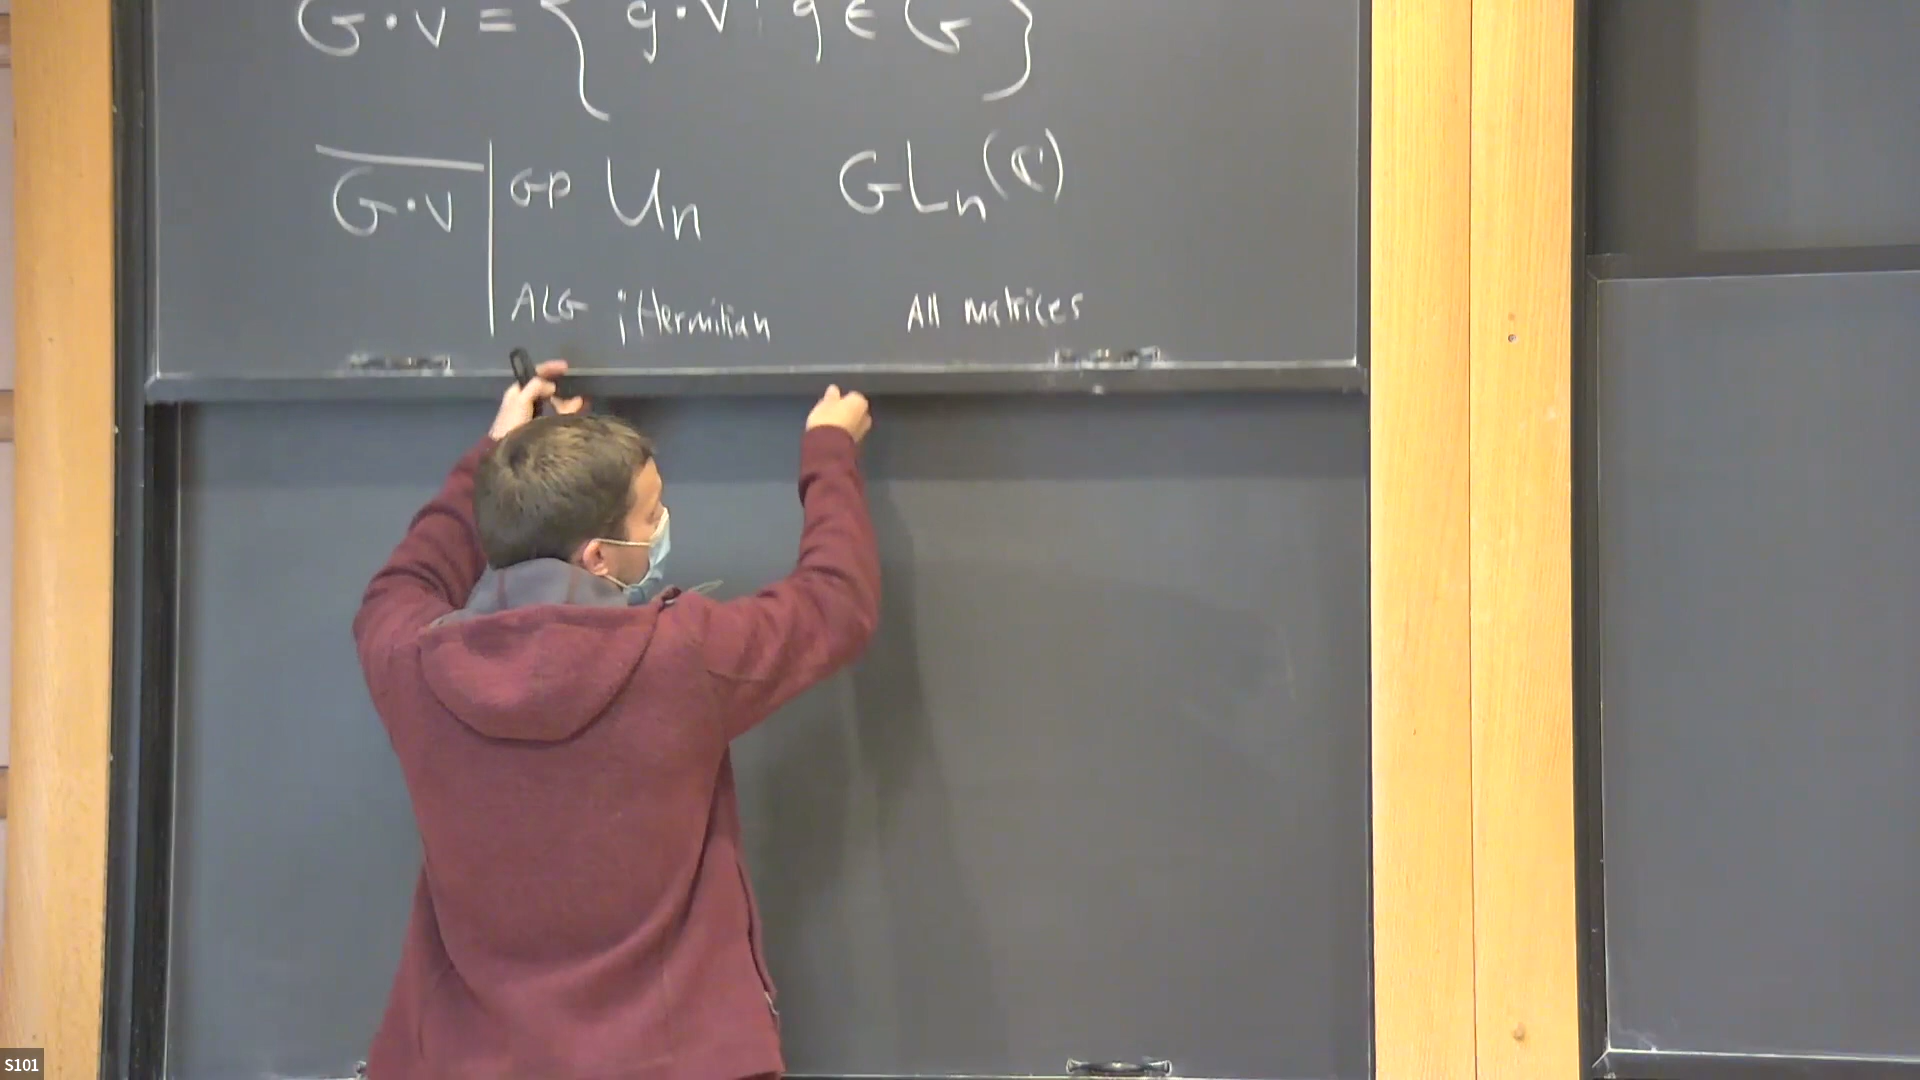 G·v = { g·v : g ∈ G }
G·v GP Un GLn(C)
ALG iHermitian All matrices
S101